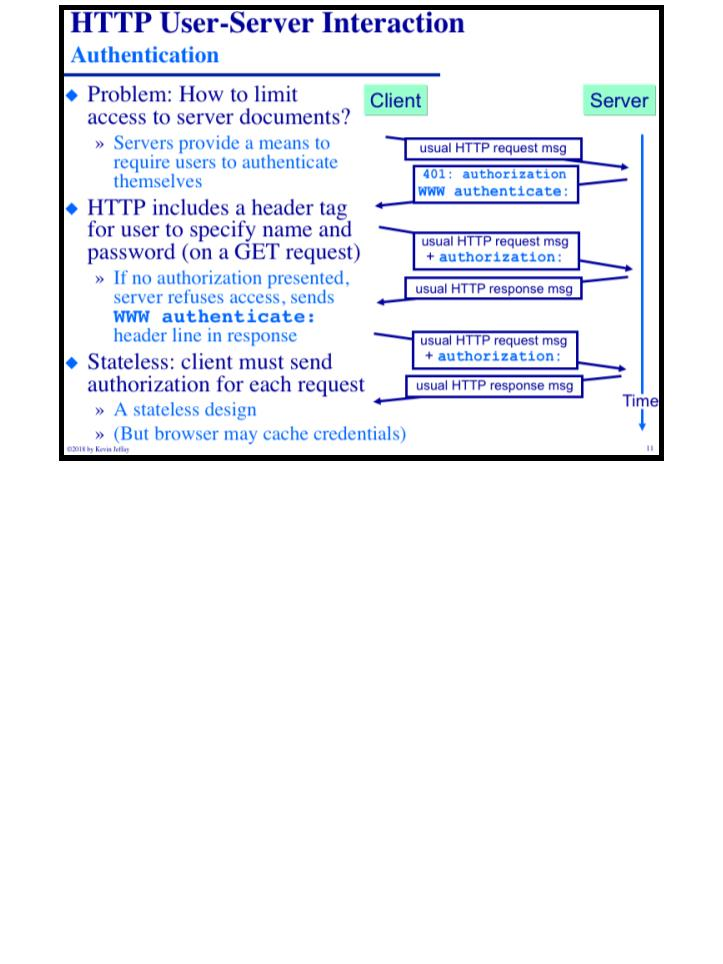 HTTP User-Server Interaction
Authentication
◆ Problem: How to limit
access to server documents?
» Servers provide a means to
require users to authenticate
themselves
◆ HTTP includes a header tag
for user to specify name and
password (on a GET request)
» If no authorization presented,
server refuses access, sends
WWW authenticate:
header line in response
◆ Stateless: client must send
authorization for each request
» A stateless design
» (But browser may cache credentials)
Client
Server
usual HTTP request msg
401: authorization
WWW authenticate:
usual HTTP request msg
+ authorization:
usual HTTP response msg
usual HTTP request msg
+ authorization:
usual HTTP response msg
Time
©2018 by Kevin Jeffay
11